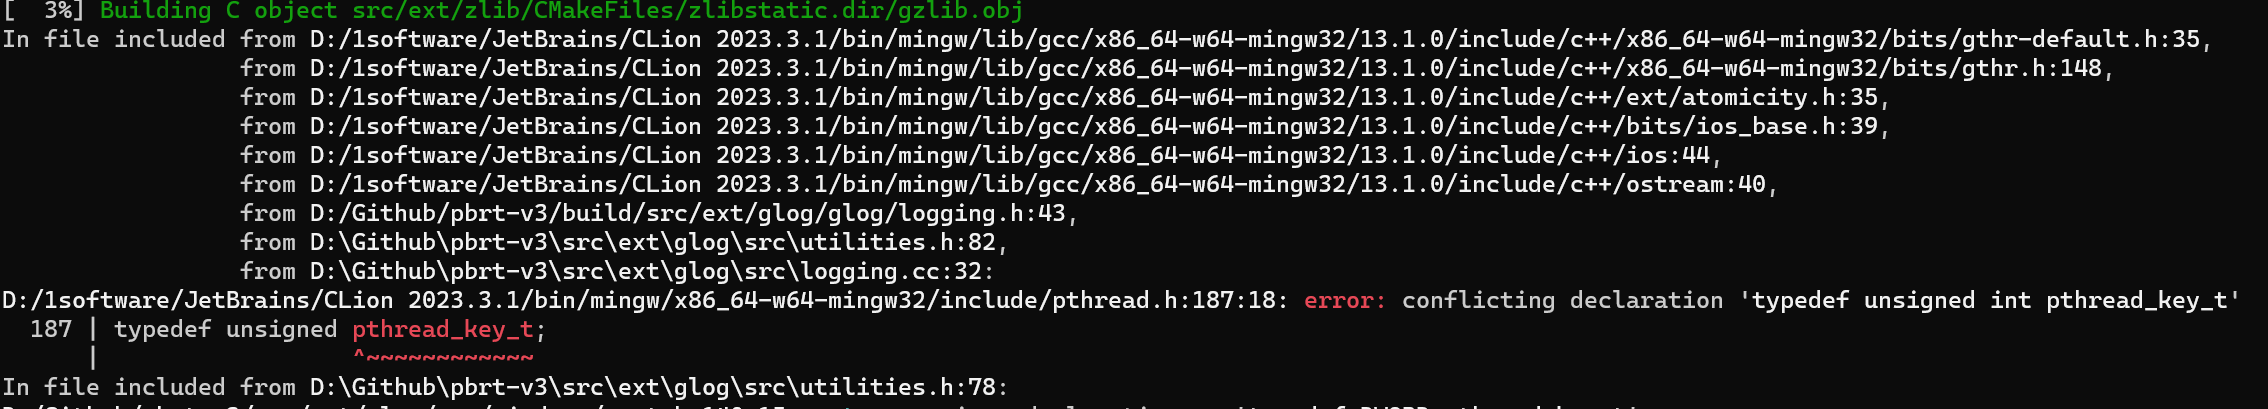 [  3%] Building C object src/ext/zlib/CMakeFiles/zlibstatic.dir/gzlib.obj
In file included from D:/1software/JetBrains/CLion 2023.3.1/bin/mingw/lib/gcc/x86_64-w64-mingw32/13.1.0/include/c++/x86_64-w64-mingw32/bits/gthr-default.h:35,
                 from D:/1software/JetBrains/CLion 2023.3.1/bin/mingw/lib/gcc/x86_64-w64-mingw32/13.1.0/include/c++/x86_64-w64-mingw32/bits/gthr.h:148,
                 from D:/1software/JetBrains/CLion 2023.3.1/bin/mingw/lib/gcc/x86_64-w64-mingw32/13.1.0/include/c++/ext/atomicity.h:35,
                 from D:/1software/JetBrains/CLion 2023.3.1/bin/mingw/lib/gcc/x86_64-w64-mingw32/13.1.0/include/c++/bits/ios_base.h:39,
                 from D:/1software/JetBrains/CLion 2023.3.1/bin/mingw/lib/gcc/x86_64-w64-mingw32/13.1.0/include/c++/ios:44,
                 from D:/1software/JetBrains/CLion 2023.3.1/bin/mingw/lib/gcc/x86_64-w64-mingw32/13.1.0/include/c++/ostream:40,
                 from D:/Github/pbrt-v3/build/src/ext/glog/glog/logging.h:43,
                 from D:\Github\pbrt-v3\src\ext\glog\src\utilities.h:82,
                 from D:\Github\pbrt-v3\src\ext\glog\src\logging.cc:32:
D:/1software/JetBrains/CLion 2023.3.1/bin/mingw/x86_64-w64-mingw32/include/pthread.h:187:18: error: conflicting declaration 'typedef unsigned int pthread_key_t'
  187 | typedef unsigned pthread_key_t;
      |                  ^~~~~~~~~~~~~
In file included from D:\Github\pbrt-v3\src\ext\glog\src\utilities.h:78: